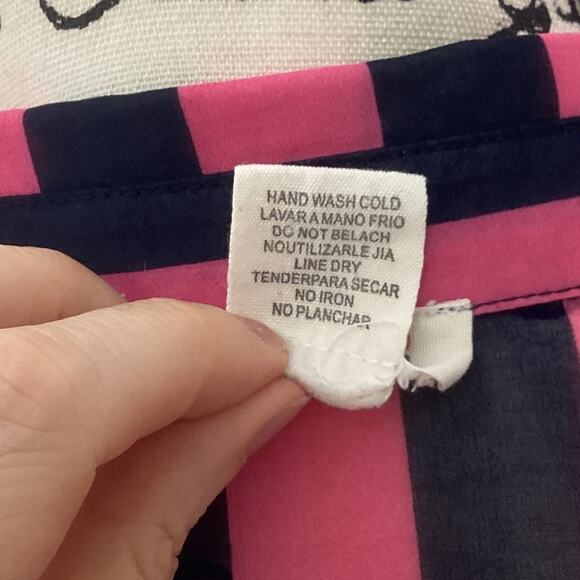 HAND WASH COLD
LAVAR A MANO FRIO
DO NOT BELACH
NOUTILIZARLE JIA
LINE DRY
TENDERPARA SECAR
NO IRON
NO PLANCHAR